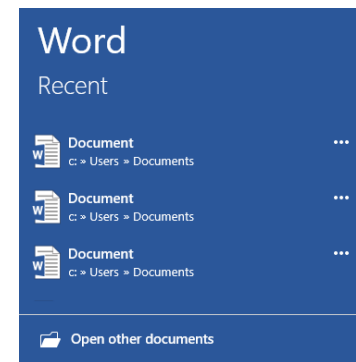 Word
Recent
Document
c: » Users » Documents
Document
c: » Users » Documents
Document
c: » Users » Documents
Open other documents